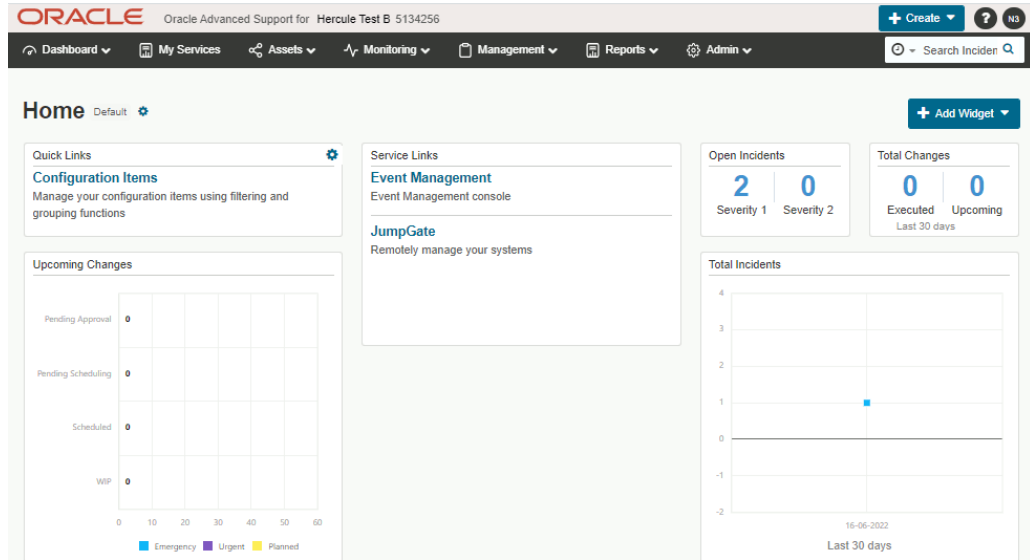 ORACLE Oracle Advanced Support for Hercule Test B 5134256 + Create ? N3
Dashboard My Services Assets Monitoring Management Reports Admin Search Inciden
Home Default + Add Widget
Quick Links
Configuration Items
Manage your configuration items using filtering and
grouping functions
Service Links
Event Management
Event Management console
JumpGate
Remotely manage your systems
Open Incidents
2 0
Severity 1 Severity 2
Total Changes
0 0
Executed Upcoming
Last 30 days
Upcoming Changes
Pending Approval 0
Pending Scheduling 0
Scheduled 0
WIP 0
0 10 20 30 40 50 60
Emergency Urgent Planned
Total Incidents
4
3
2
1
0
-1
-2
16-06-2022
Last 30 days